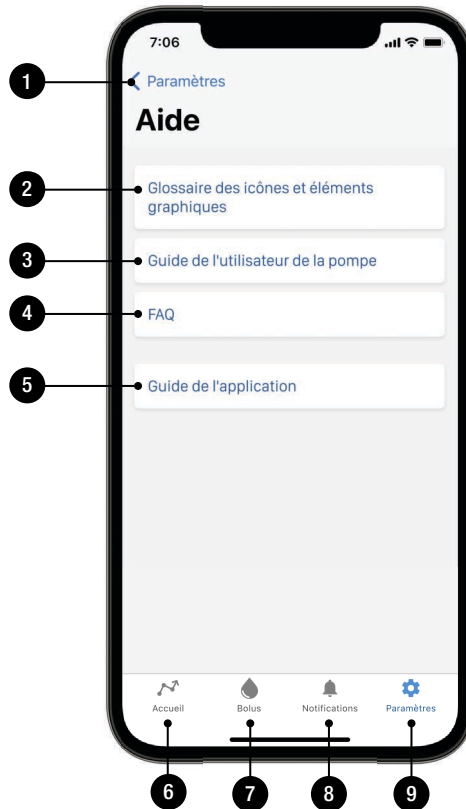 7:06
1
Paramètres
Aide
2
Glossaire des icônes et éléments
graphiques
3
Guide de l'utilisateur de la pompe
4
FAQ
5
Guide de l'application
Accueil
Bolus
Notifications
Paramètres
6
7
8
9